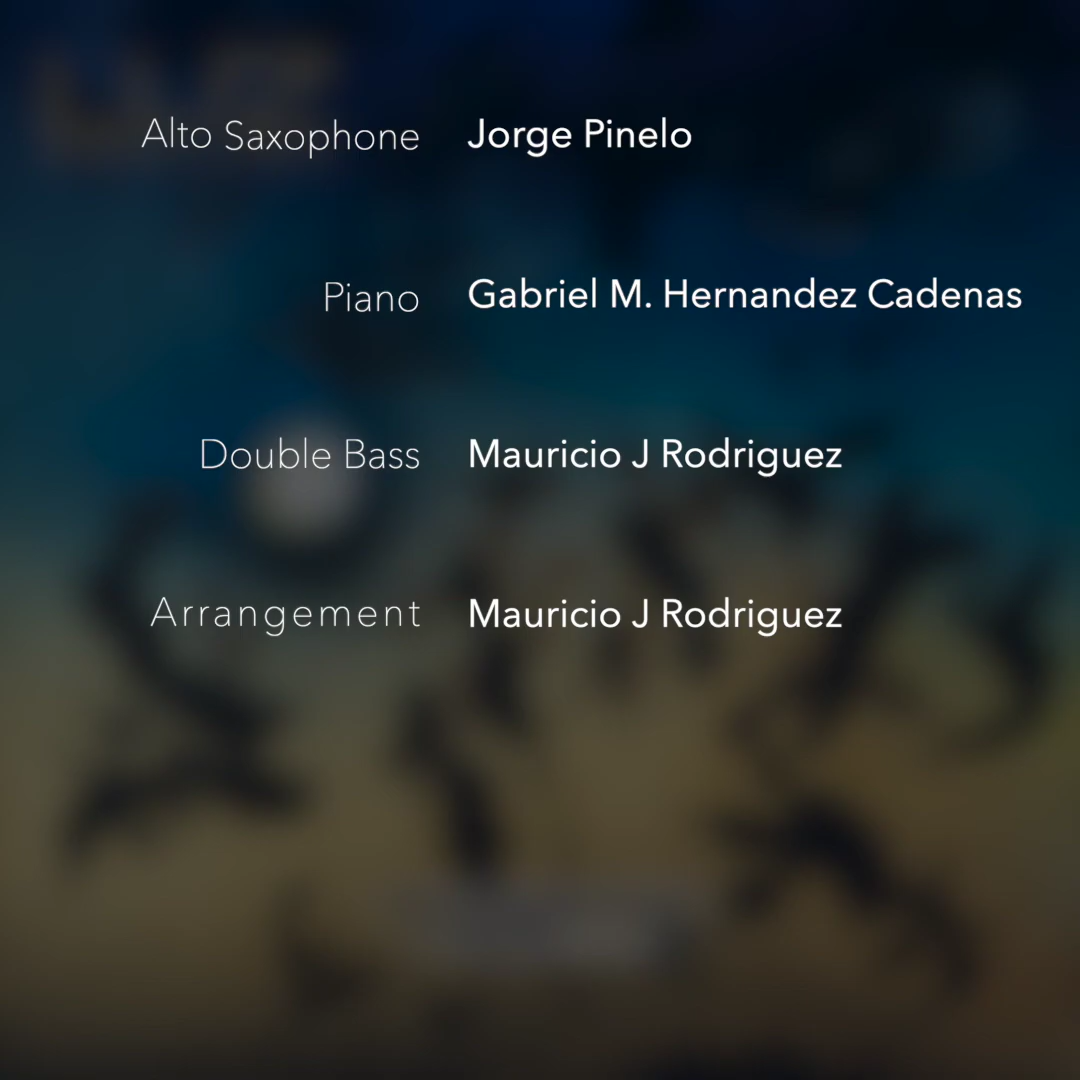 Alto Saxophone Jorge Pinelo
Piano Gabriel M. Hernandez Cadenas
Double Bass Mauricio J Rodriguez
Arrangement Mauricio J Rodriguez